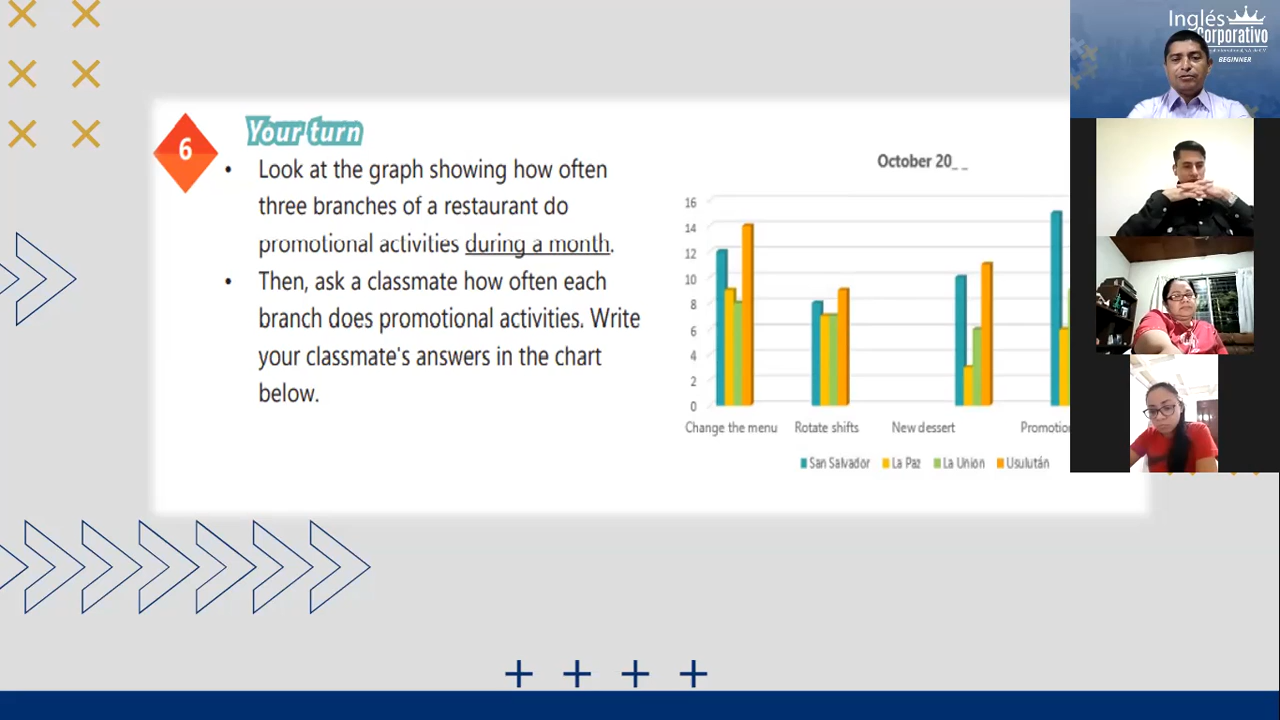 Inglés
Corporativo
BEGINNER
6
Your turn
• Look at the graph showing how often
three branches of a restaurant do
promotional activities during a month.
• Then, ask a classmate how often each
branch does promotional activities. Write
your classmate's answers in the chart
below.
October 20_ _
16
14
12
10
8
6
4
2
0
Change the menu Rotate shifts New dessert Promotio
San Salvador La Paz La Union Usulután